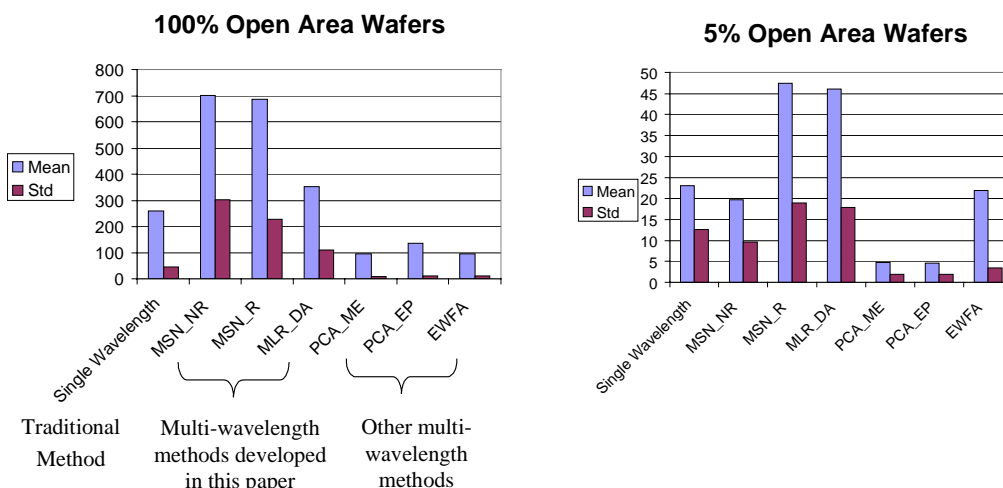 100% Open Area Wafers
800
700
600
500
400
300
200
100
0
Mean
Std
Single Wavelength
MSN_NR
MSN_R
MLR_DA
PCA_ME
PCA_EP
EWFA
Traditional
Method
Multi-wavelength
methods developed
in this paper
Other multi-
wavelength
methods
5% Open Area Wafers
50
45
40
35
30
25
20
15
10
5
0
Mean
Std
Single Wavelength
MSN_NR
MSN_R
MLR_DA
PCA_ME
PCA_EP
EWFA